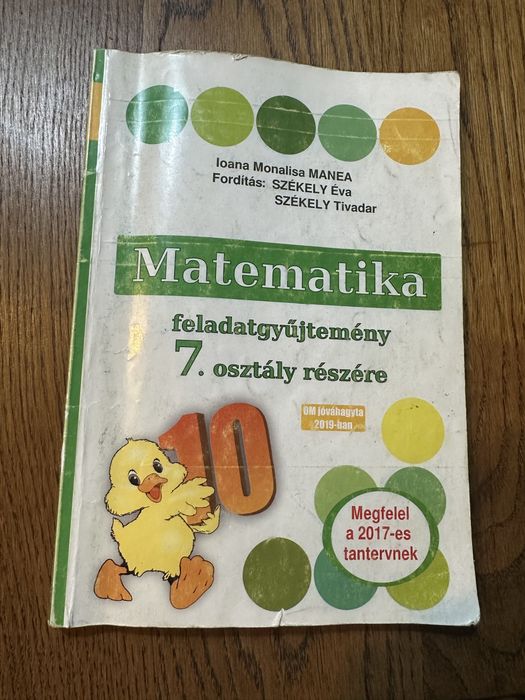 Ioana Monalisa MANEA
Fordítás: SZÉKELY Éva
SZÉKELY Tivadar
Matematika
feladatgyűjtemény
7. osztály részére
OM jóváhagyta
2019-ban
10
Megfelel
a 2017-es
tantervnek